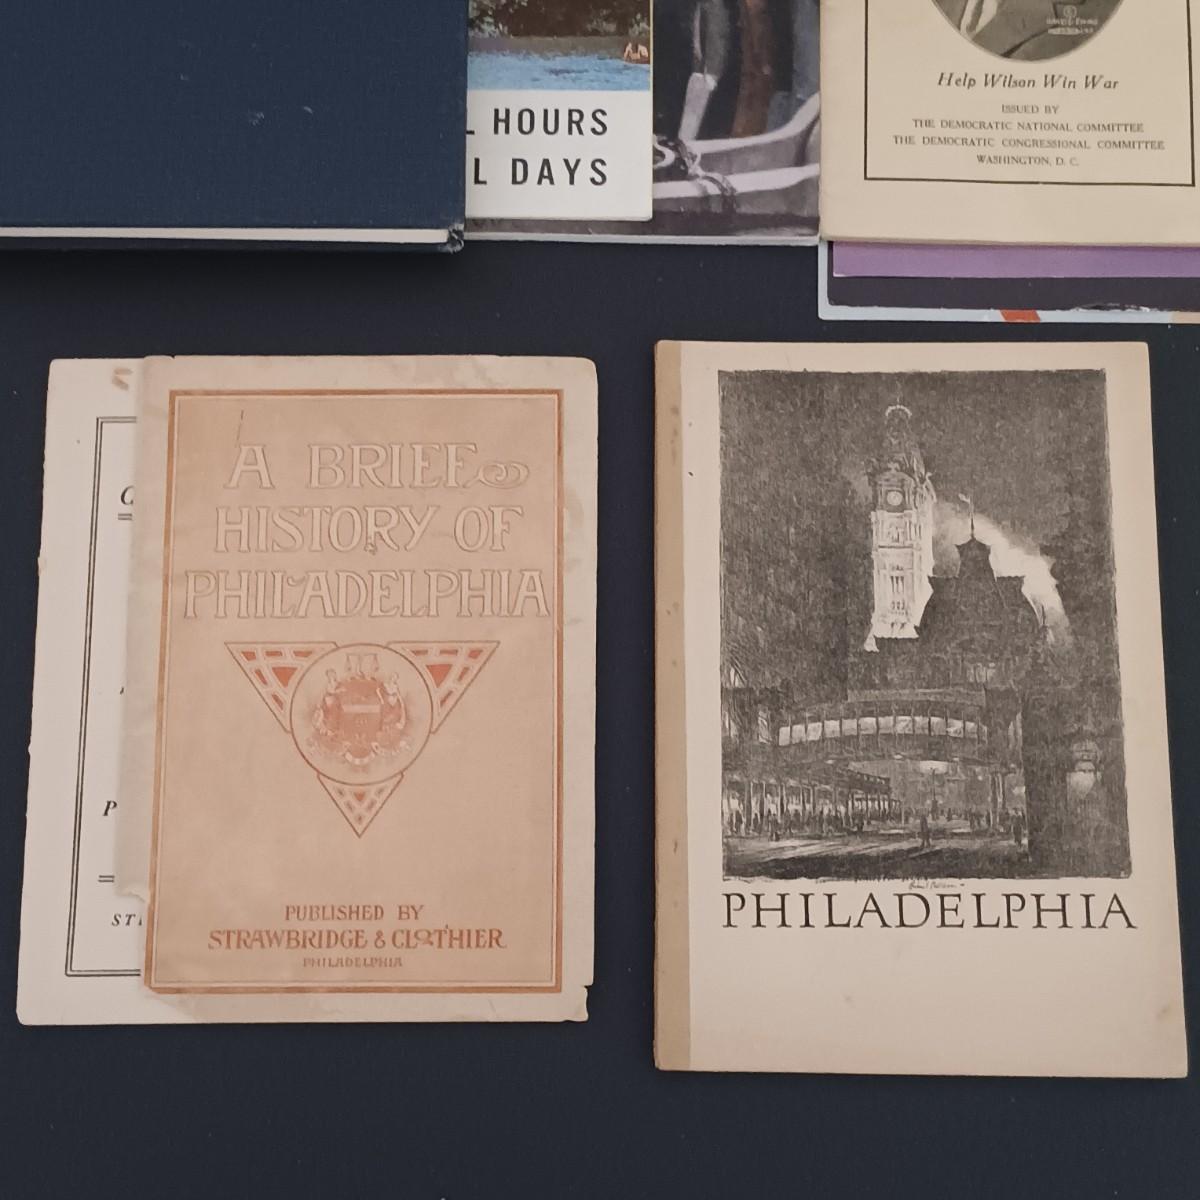 HOURS
L DAYS
Help Wilson Win War
ISSUED BY
THE DEMOCRATIC NATIONAL COMMITTEE
THE DEMOCRATIC CONGRESSIONAL COMMITTEE
WASHINGTON, D. C.
A BRIEF
HISTORY OF
PHILADELPHIA
PUBLISHED BY
STRAWBRIDGE & CLOTHIER
PHILADELPHIA
P
ST
PHILADELPHIA